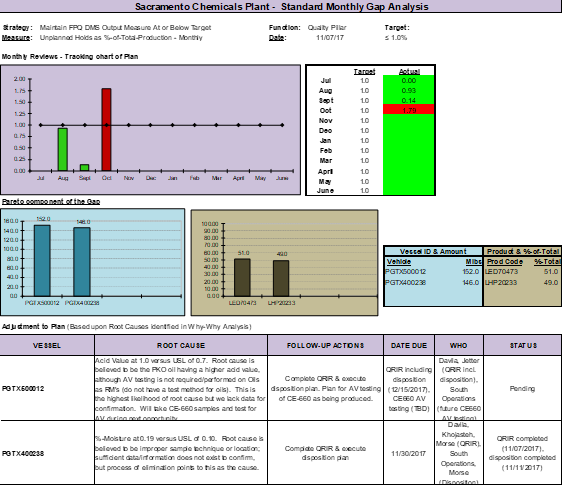 Sacramento Chemicals Plant - Standard Monthly Gap Analysis
Strategy: Maintain FPQ DMS Output Measure At or Below Target Function: Quality Pillar Target:
Measure: Unplanned Holds as %-of-Total-Production - Monthly Date: 11/07/17 ≤ 1.0%
Monthly Reviews - Tracking chart of Plan
2.00
1.75
1.50
1.25
1.00
0.75
0.50
0.25
0.00
Jul Aug Sept Oct Nov Dec Jan Feb Mar April May June
Target Actual
Jul 1.0 0.00
Aug 1.0 0.93
Sept 1.0 0.14
Oct 1.0 1.79
Nov 1.0
Dec 1.0
Jan 1.0
Feb 1.0
Mar 1.0
April 1.0
May 1.0
June 1.0
Pareto component of the Gap
160.0
140.0
120.0
100.0
80.0
60.0
40.0
20.0
0.0
152.0 146.0
PGTX500012 PGTX400238
100.00
90.00
80.00
70.00
60.00
50.00
40.00
30.00
20.00
10.00
0.00
51.0 49.0
LED70473 LHP20233
Vessel ID & Amount Product & %-of-Total
Vehicle Mlbs Prod Code %-Total
PGTX500012 152.0 LED70473 51.0
PGTX400238 146.0 LHP20233 49.0
Adjustment to Plan (Based upon Root Causes identified in Why-Why Analysis)
VESSEL ROOT CAUSE FOLLOW-UP ACTIONS DATE DUE WHO STATUS
PGTX500012
Acid Value at 1.0 versus USL of 0.7. Root cause is
believed to be the PKO oil having a higher acid value,
although AV testing is not required/performed on Oils
as RM's (do not have a test method for oils). This is
the highest likelihood of root cause but we lack data for
confirmation. Will take CE-660 samples and test for
AV during next opportunity.
Complete QRIR & execute
disposition plan. Plan for AV testing
of CE-660 as being produced.
QRIR including
disposition
(12/15/2017),
CE660 AV
testing (TBD)
Davila, Jetter
(QRIR incl.
disposition),
South
Operations
(future CE660
AV testing)
Pending
PGTX400238
%-Moisture at 0.19 versus USL of 0.10. Root cause is
believed to be improper sample technique or location;
sufficient data/information does not exist to confirm,
but process of elimination points to this as the cause.
Complete QRIR & execute
disposition plan
11/30/2017
Davila,
Khojasteh,
Morse (QRIR),
South
Operations,
Morse
(Disposition)
QRIR completed
(11/07/2017),
disposition completed
(11/11/2017)